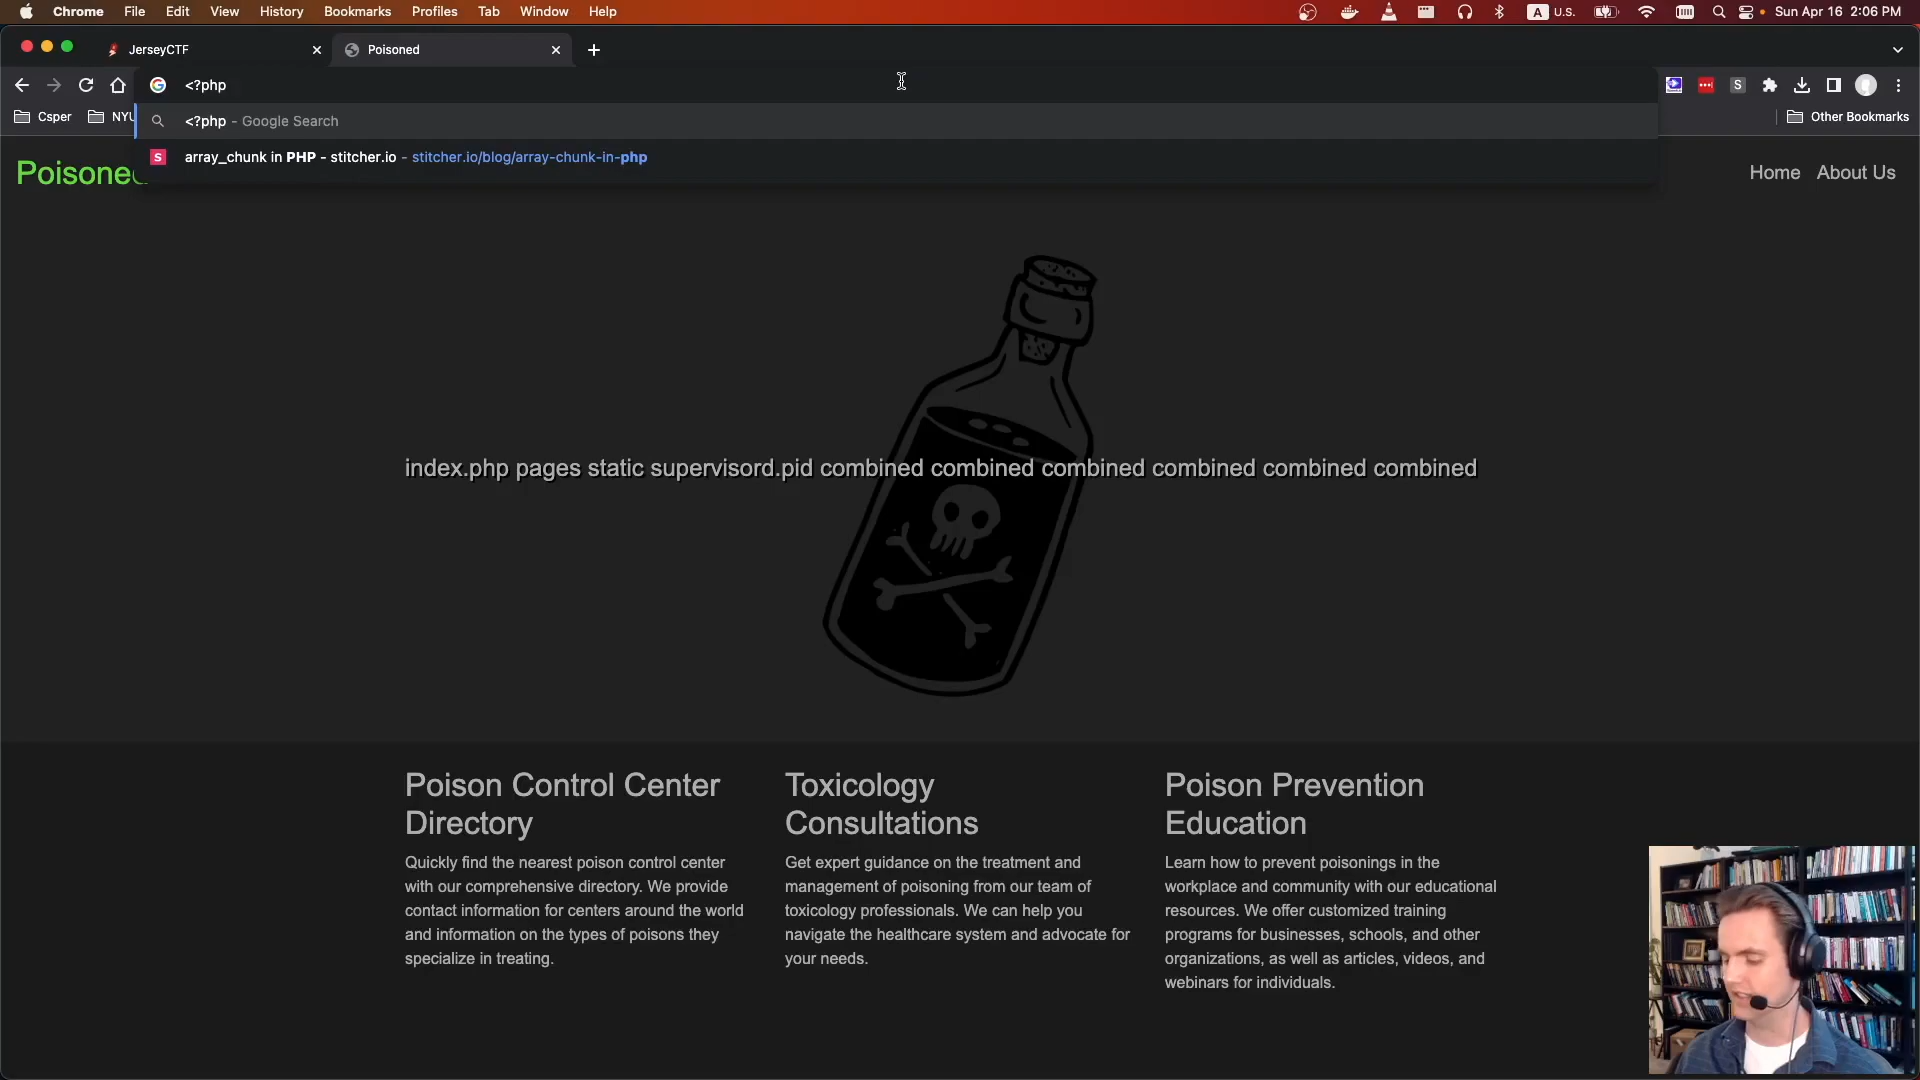 Chrome File Edit View History Bookmarks Profiles Tab Window Help A U.S. Sun Apr 16 2:06 PM
JerseyCTF Poisoned
<?php S
Csper NYU <?php - Google Search Other Bookmarks
S array_chunk in PHP - stitcher.io - stitcher.io/blog/array-chunk-in-php
Poisoned Home About Us
index.php pages static supervisord.pid combined combined combined combined combined combined
Poison Control Center
Directory
Quickly find the nearest poison control center
with our comprehensive directory. We provide
contact information for centers around the world
and information on the types of poisons they
specialize in treating.
Toxicology
Consultations
Get expert guidance on the treatment and
management of poisoning from our team of
toxicology professionals. We can help you
navigate the healthcare system and advocate for
your needs.
Poison Prevention
Education
Learn how to prevent poisonings in the
workplace and community with our educational
resources. We offer customized training
programs for businesses, schools, and other
organizations, as well as articles, videos, and
webinars for individuals.